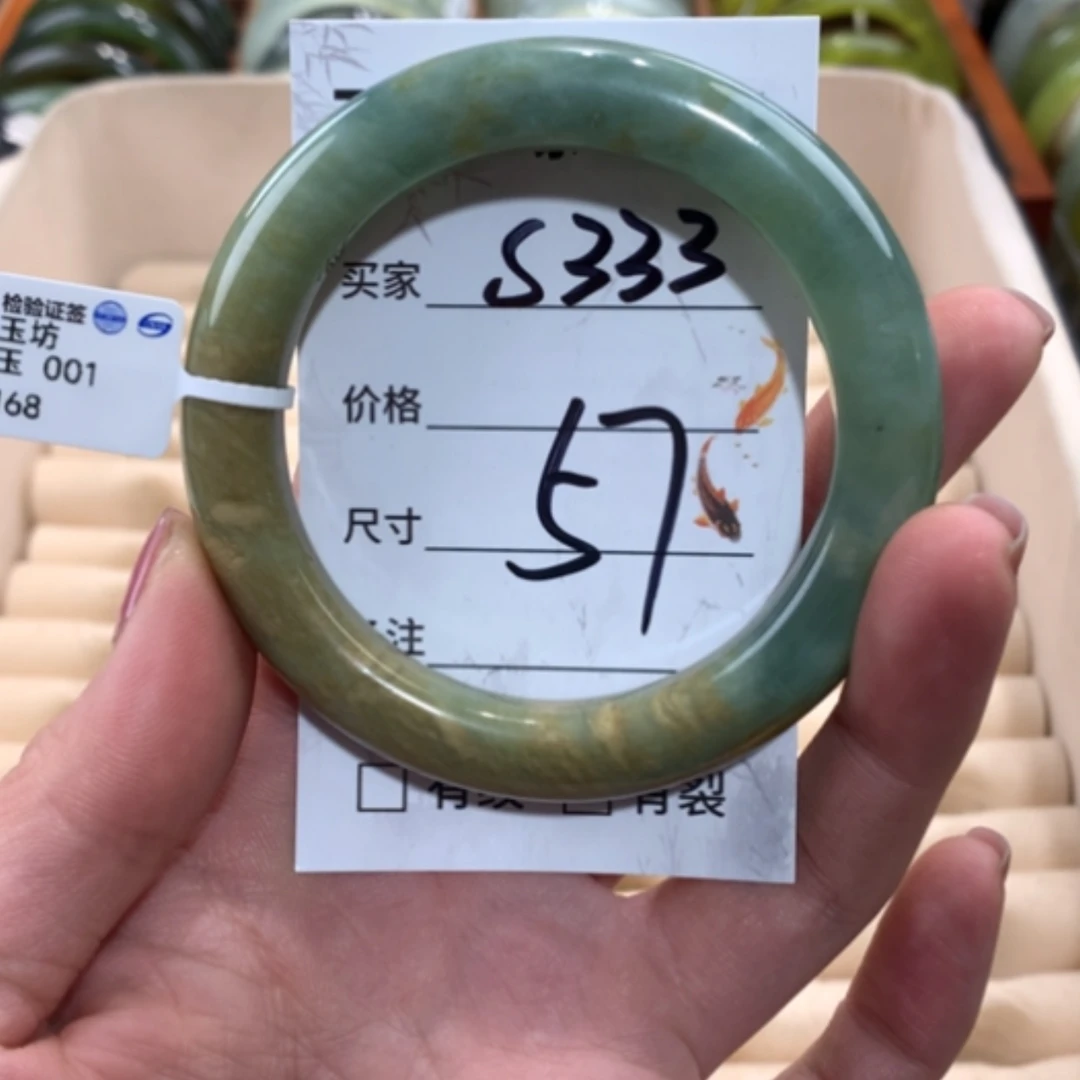 检验证签
玉坊
玉 001
168
买家 S333
价格
尺寸 57
注
有纹 有裂